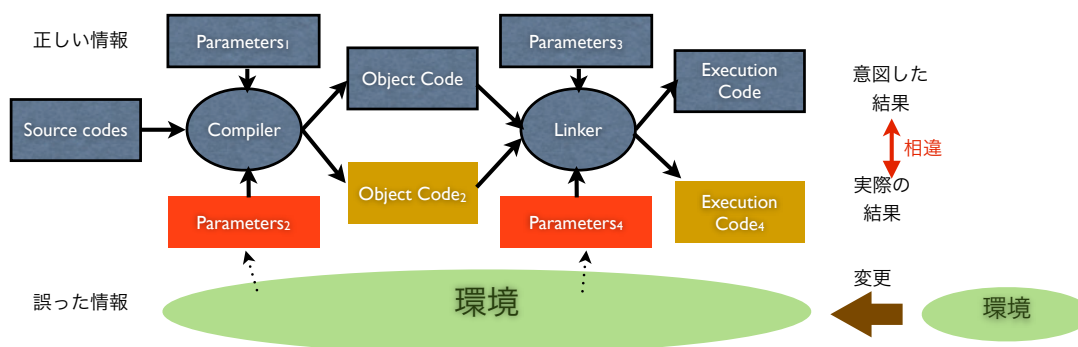 正しい情報
Parameters₁
Parameters₃
Object Code
Execution
Code
意図した
結果
Source codes
Compiler
Linker
相違
Object Code₂
Execution
Code₄
実際の
結果
Parameters₂
Parameters₄
誤った情報
環境
変更
環境